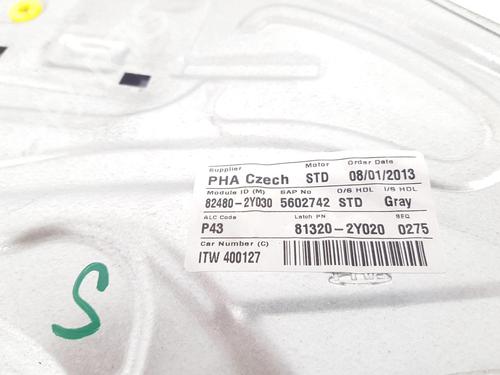 Supplier Motor Order Date
PHA Czech STD 08/01/2013
Module ID (M) SAP No O/S HDL I/S HDL
82480-2Y030 5602742 STD Gray
ALC Code Latch PN SEQ
P43 81320-2Y020 0275
Car Number (C)
ITW 400127
S